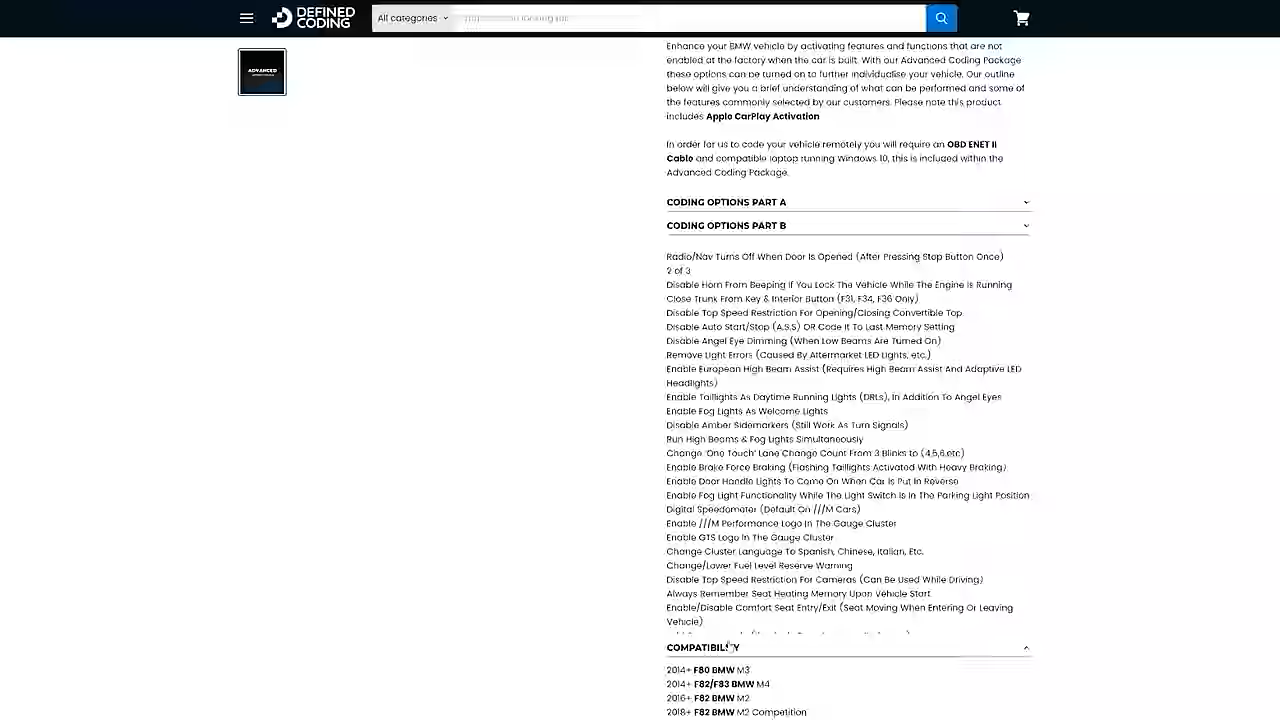 DEFINED
CODING
All categories
looking for
ADVANCED
Enhance your BMW vehicle by activating features and functions that are not
enabled at the factory when the car is built. With our Advanced Coding Package
these options can be turned on to further individualise your vehicle. Our outline
below will give you a brief understanding of what can be performed and some of
the features commonly selected by our customers. Please note this product
includes Apple CarPlay Activation
In order for us to code your vehicle remotely you will require an OBD ENET II
Cable and compatible laptop running Windows 10, this is included within the
Advanced Coding Package.
CODING OPTIONS PART A
CODING OPTIONS PART B
Radio/Nav Turns Off When Door Is Opened (After Pressing Stop Button Once)
2 of 3
Disable Horn From Beeping If You Lock The Vehicle While The Engine Is Running
Close Trunk From Key & Interior Button (F31, F34, F36 Only)
Disable Top Speed Restriction For Opening/Closing Convertible Top
Disable Auto Start/Stop (A.S.S) OR Code It To Last Memory Setting
Disable Angel Eye Dimming (When Low Beams Are Turned On)
Remove Light Errors (Caused By Aftermarket LED Lights, etc.)
Enable European High Beam Assist (Requires High Beam Assist And Adaptive LED
Headlights)
Enable Taillights As Daytime Running Lights (DRLs), In Addition To Angel Eyes
Enable Fog Lights As Welcome Lights
Disable Amber Sidemarkers (Still Work As Turn Signals)
Run High Beams & Fog Lights Simultaneously
Change 'One Touch' Lane Change Count From 3 Blinks to (4,5,6,etc)
Enable Brake Force Braking (Flashing Taillights Activated With Heavy Braking)
Enable Door Handle Lights To Come On When Car Is Put In Reverse
Enable Fog Light Functionality While The Light Switch Is In The Parking Light Position
Digital Speedometer (Default On ///M Cars)
Enable ///M Performance Logo In The Gauge Cluster
Enable GTS Logo In The Gauge Cluster
Change Cluster Language To Spanish, Chinese, Italian, Etc.
Change/Lower Fuel Level Reserve Warning
Disable Top Speed Restriction For Cameras (Can Be Used While Driving)
Always Remember Seat Heating Memory Upon Vehicle Start
Enable/Disable Comfort Seat Entry/Exit (Seat Moving When Entering Or Leaving
Vehicle)
COMPATIBILITY
2014+ F80 BMW M3
2014+ F82/F83 BMW M4
2016+ F82 BMW M2
2018+ F82 BMW M2 Competition